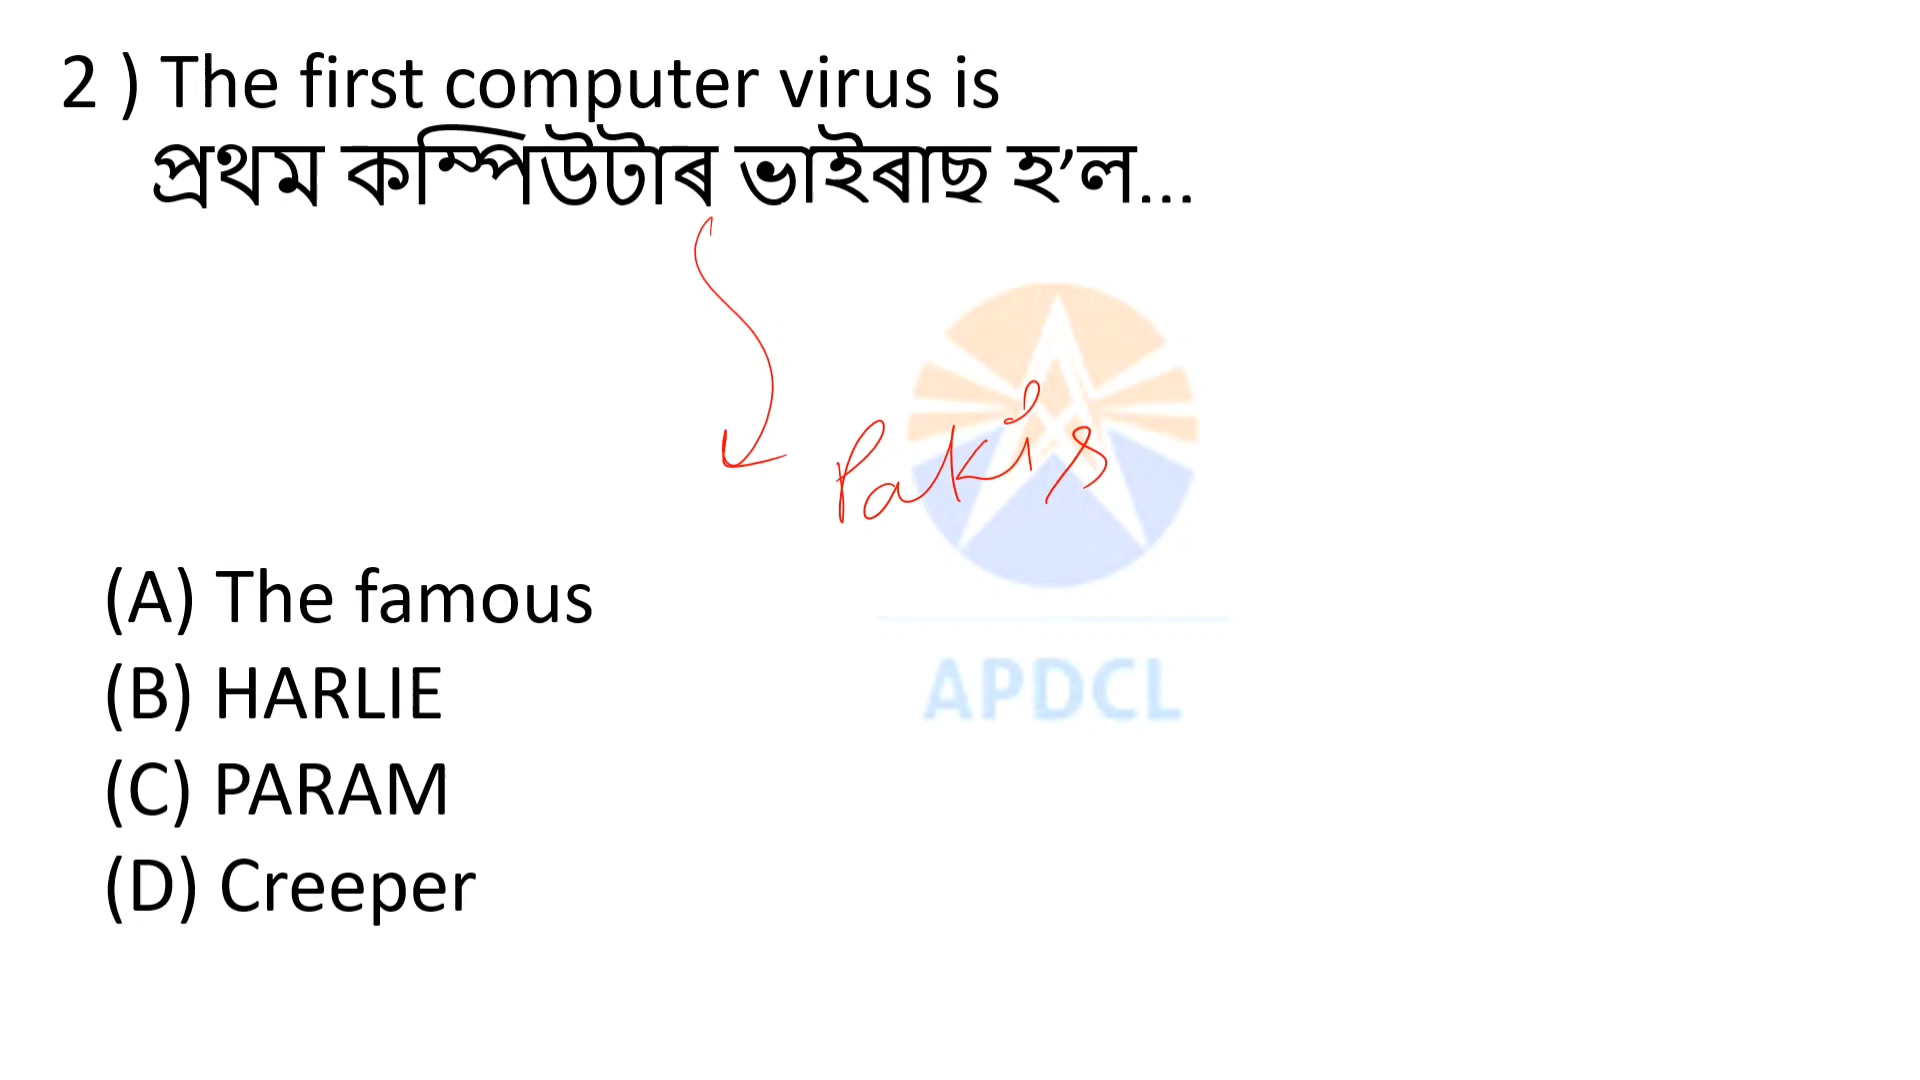 2 ) The first computer virus is
প্ৰথম কম্পিউটাৰ ভাইৰাছ হ’ল...
Pakis
(A) The famous
(B) HARLIE
(C) PARAM
(D) Creeper
APDCL